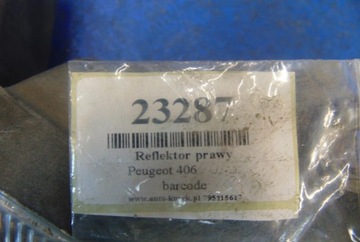 23287
Reflektor prawy
Peugeot 406
barcode